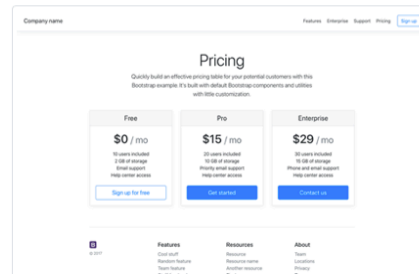 Company name
Features Enterprise Support Pricing Sign up
Pricing
Quickly build an effective pricing table for your potential customers with this
Bootstrap example. It's built with default Bootstrap components and utilities
with little customization.
Free
$0 / mo
10 users included
2 GB of storage
Email support
Help center access
Sign up for free
Pro
$15 / mo
20 users included
10 GB of storage
Priority email support
Help center access
Get started
Enterprise
$29 / mo
30 users included
15 GB of storage
Phone and email support
Help center access
Contact us
B
© 2017
Features
Cool stuff
Random feature
Team feature
Resources
Resource
Resource name
Another resource
About
Team
Locations
Privacy